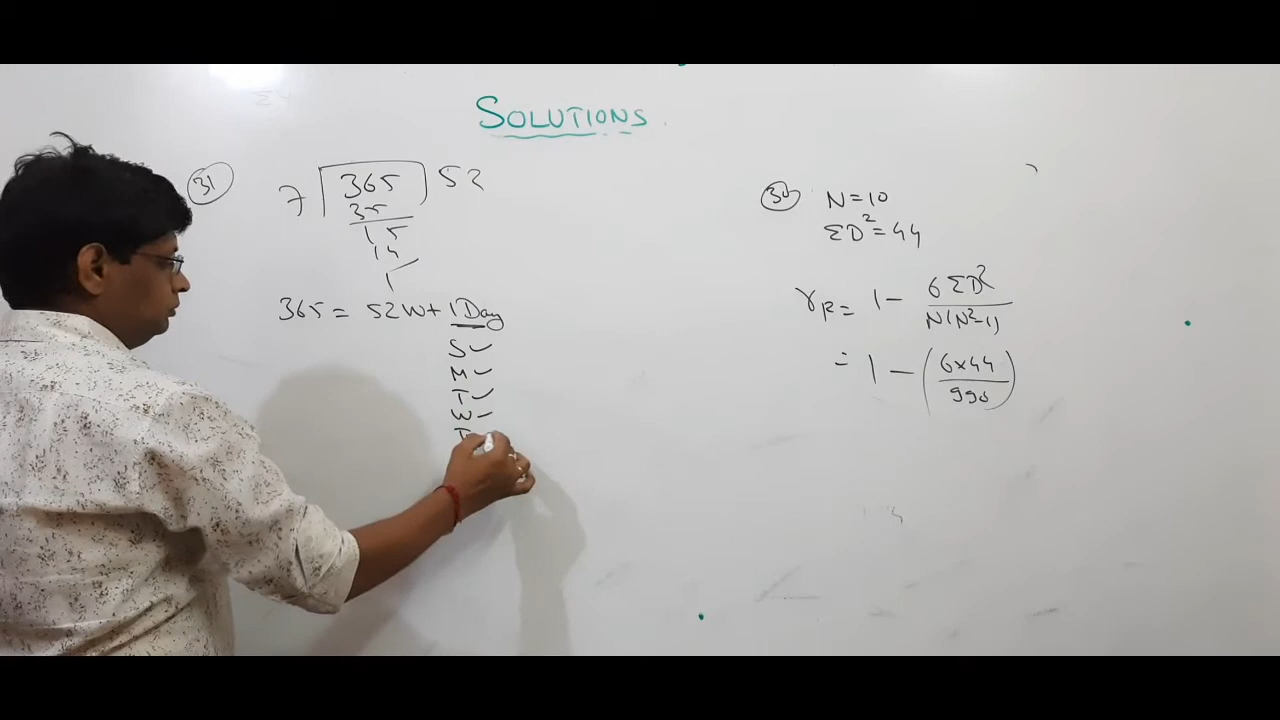 SOLUTIONS
31
7 365 52
35
15
14
1
365 = 52W + 1 Day
S ✓
M ✓
T ✓
W ✓
T
30
N = 10
ΣD² = 44
r_R = 1 - 6ΣD² / N(N²-1)
= 1 - (6×44 / 990)